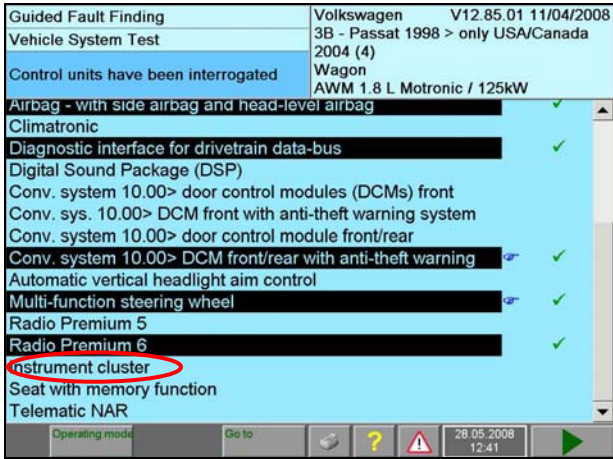 Guided Fault Finding
Vehicle System Test
Control units have been interrogated
Volkswagen V12.85.01 11/04/2008
3B - Passat 1998 > only USA/Canada
2004 (4)
Wagon
AWM 1.8 L Motronic / 125kW
Airbag - with side airbag and head-level airbag
Climatronic
Diagnostic interface for drivetrain data-bus
Digital Sound Package (DSP)
Conv. system 10.00> door control modules (DCMs) front
Conv. sys. 10.00> DCM front with anti-theft warning system
Conv. system 10.00> door control module front/rear
Conv. system 10.00> DCM front/rear with anti-theft warning
Automatic vertical headlight aim control
Multi-function steering wheel
Radio Premium 5
Radio Premium 6
Instrument cluster
Seat with memory function
Telematic NAR
Operating mode Go to ? 28.05.2008
12:41